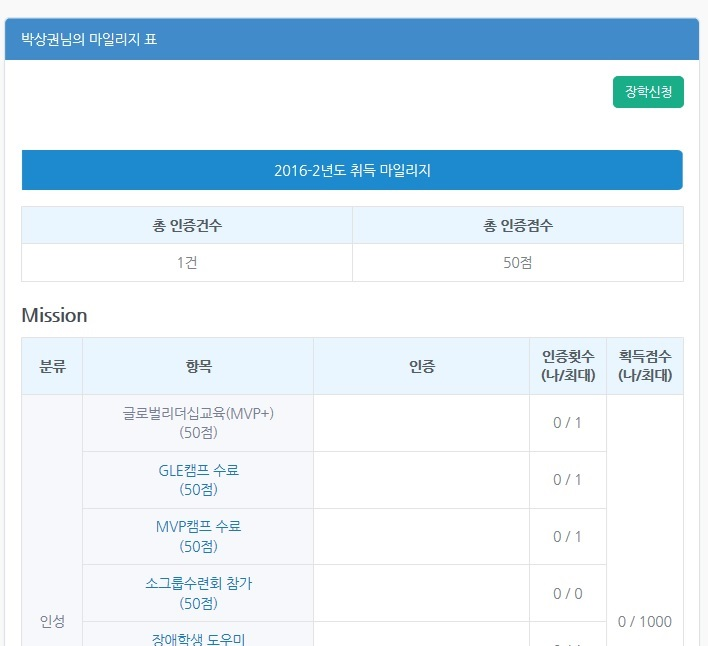 박상권님의 마일리지 표
장학신청
2016-2년도 취득 마일리지
총 인증건수 총 인증점수
1건 50점
Mission
분류 항목 인증 인증횟수 획득점수
(나/최대) (나/최대)
글로벌리더십교육(MVP+)
(50점)
0 / 1
GLE캠프 수료
(50점)
0 / 1
MVP캠프 수료
(50점)
0 / 1
소그룹수련회 참가
(50점)
0 / 0
인성 0 / 1000
장애학생 도우미